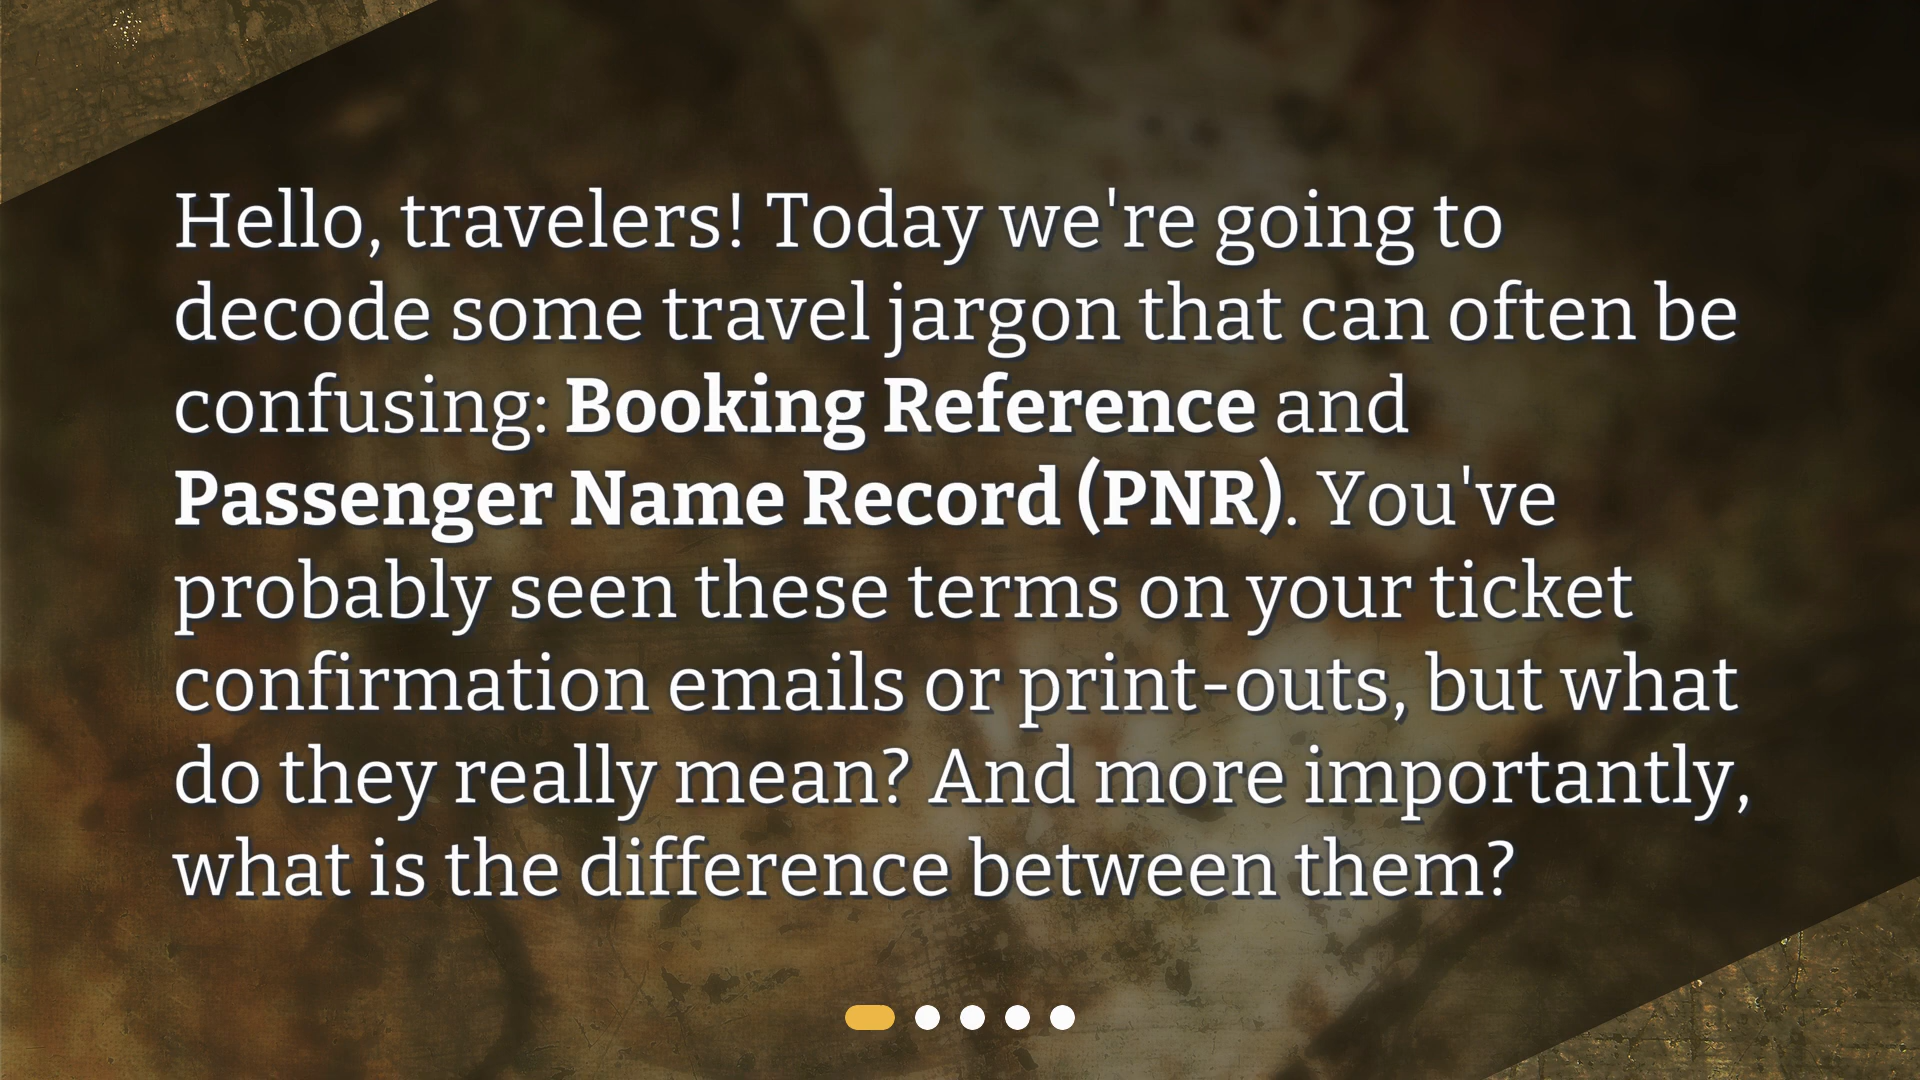 Hello, travelers! Today we're going to
decode some travel jargon that can often be
confusing: Booking Reference and
Passenger Name Record (PNR). You've
probably seen these terms on your ticket
confirmation emails or print-outs, but what
do they really mean? And more importantly,
what is the difference between them?